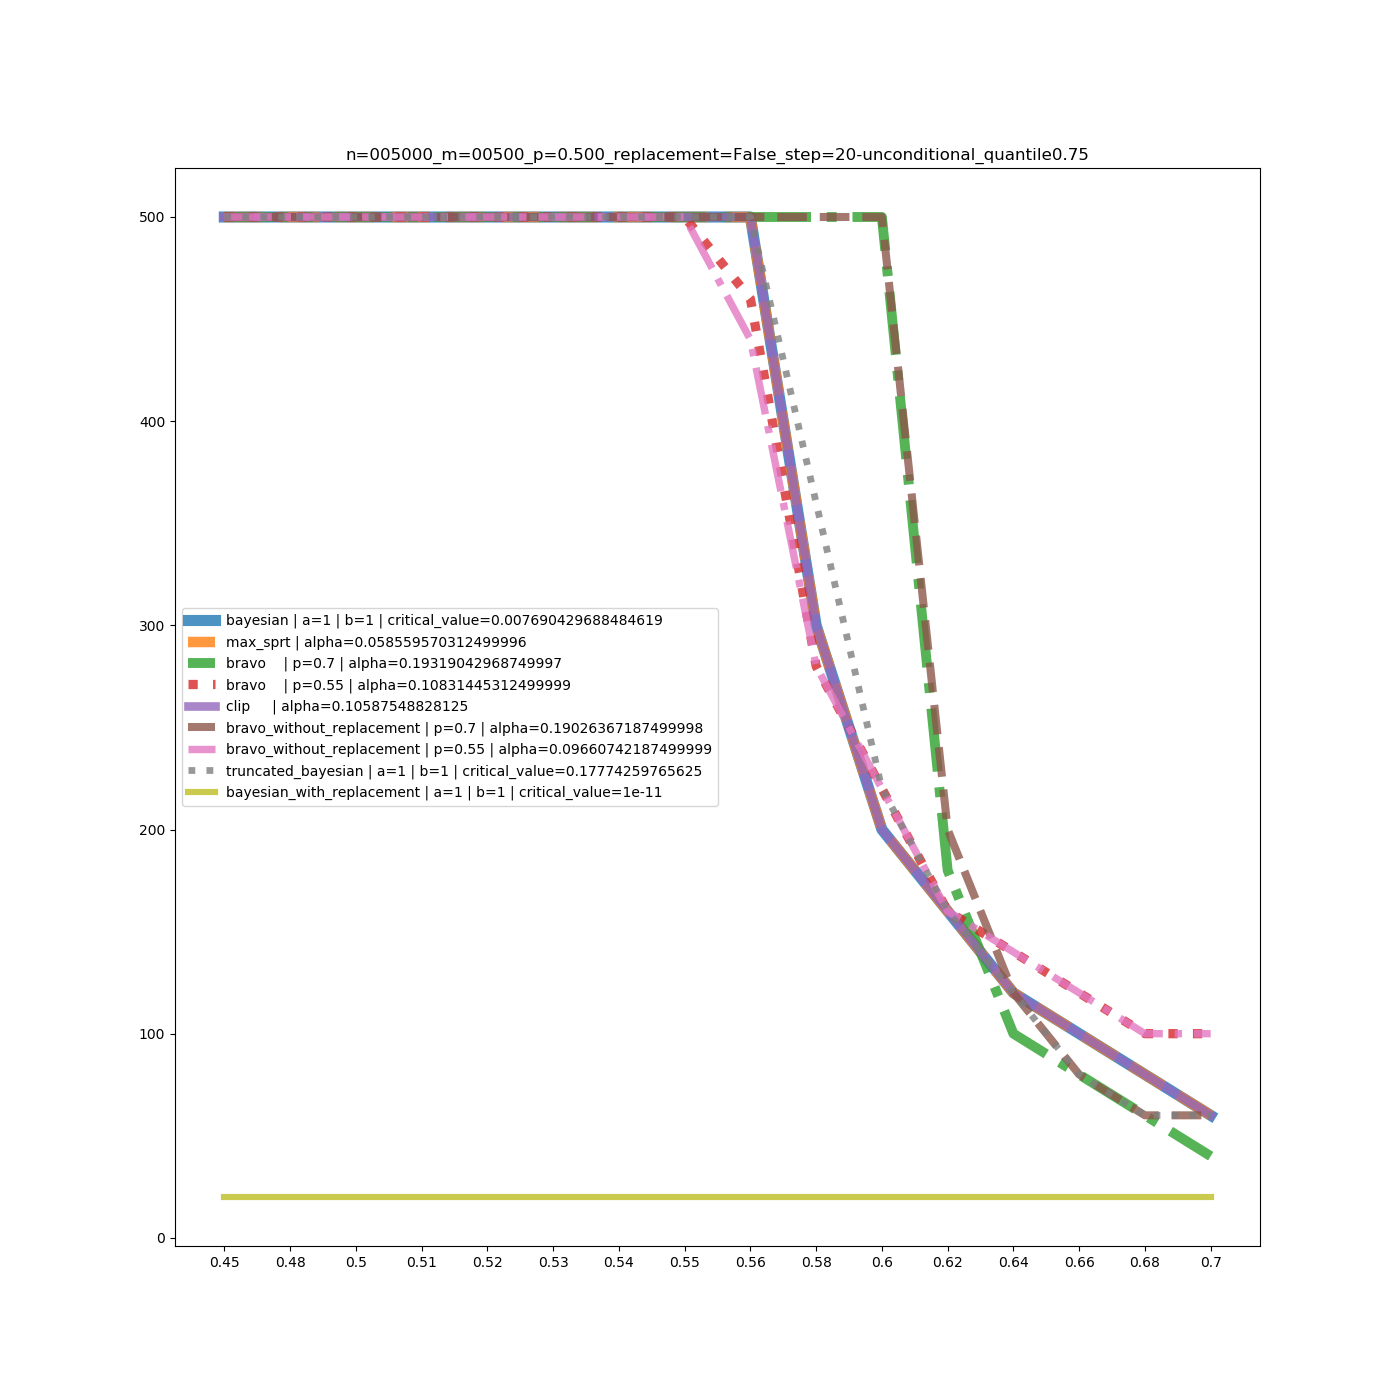 n=005000_m=00500_p=0.500_replacement=False_step=20-unconditional_quantile0.75
500
400
300
200
100
0
bayesian | a=1 | b=1 | critical_value=0.007690429688484619
max_sprt | alpha=0.058559570312499996
bravo    | p=0.7 | alpha=0.19319042968749997
bravo    | p=0.55 | alpha=0.10831445312499999
clip     | alpha=0.10587548828125
bravo_without_replacement | p=0.7 | alpha=0.19026367187499998
bravo_without_replacement | p=0.55 | alpha=0.09660742187499999
truncated_bayesian | a=1 | b=1 | critical_value=0.17774259765625
bayesian_with_replacement | a=1 | b=1 | critical_value=1e-11
0.45 0.48 0.5 0.51 0.52 0.53 0.54 0.55 0.56 0.58 0.6 0.62 0.64 0.66 0.68 0.7